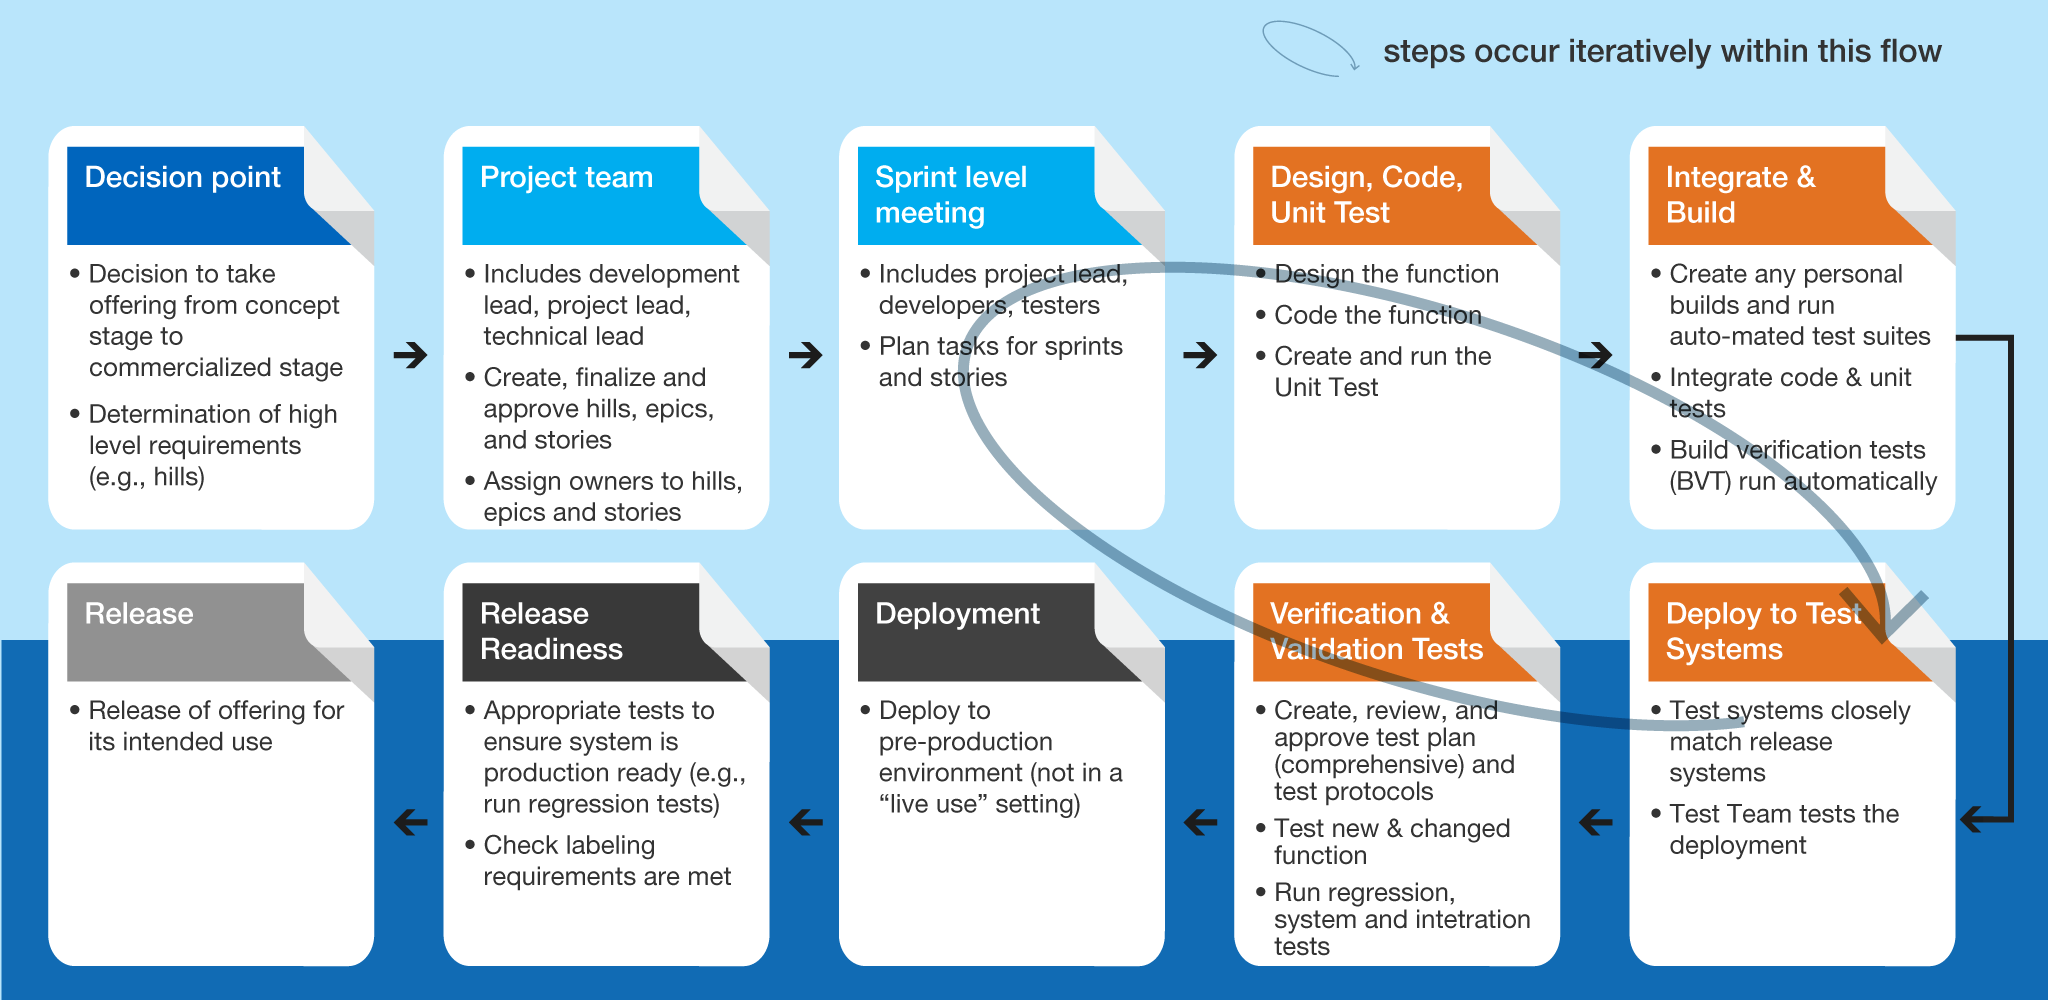 steps occur iteratively within this flow
Decision point
• Decision to take
offering from concept
stage to
commercialized stage
• Determination of high
level requirements
(e.g., hills)
Project team
• Includes development
lead, project lead,
technical lead
• Create, finalize and
approve hills, epics,
and stories
• Assign owners to hills,
epics and stories
Sprint level
meeting
• Includes project lead,
developers, testers
• Plan tasks for sprints
and stories
Design, Code,
Unit Test
• Design the function
• Code the function
• Create and run the
Unit Test
Integrate &
Build
• Create any personal
builds and run
auto-mated test suites
• Integrate code & unit
tests
• Build verification tests
(BVT) run automatically
Release
• Release of offering for
its intended use
Release
Readiness
• Appropriate tests to
ensure system is
production ready (e.g.,
run regression tests)
• Check labeling
requirements are met
Deployment
• Deploy to
pre-production
environment (not in a
“live use” setting)
Verification &
Validation Tests
• Create, review, and
approve test plan
(comprehensive) and
test protocols
• Test new & changed
function
• Run regression,
system and intetration
tests
Deploy to Test
Systems
• Test systems closely
match release
systems
• Test Team tests the
deployment